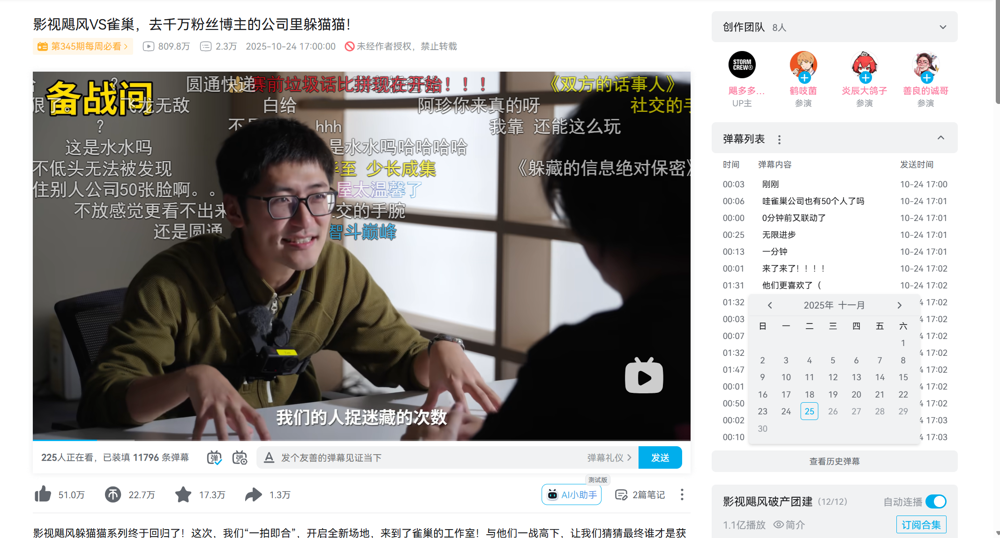 影视飓风VS雀巢，去千万粉丝博主的公司里躲猫猫！
第345期每周必看 809.8万 2.3万 2025-10-24 17:00:00 未经作者授权，禁止转载
备战间
？
圆通快递
赛前垃圾话比拼现在开始！！！
《双方的话事人》
狠了。
飞龙无敌
白给
阿珍你来真的呀
社交的手
？
hhh
我靠 还能这么玩
这是水水吗
是水水吗哈哈哈哈
不低头无法被发现
至 少长咸集
《躲藏的信息绝对保密》
住别人公司50张脸啊。。
屋太温馨了
不放感觉更看不出来
交的手腕
还是圆通
智斗巅峰
我们的人捉迷藏的次数
225人正在看，已装填 11796 条弹幕
发个友善的弹幕见证当下
弹幕礼仪
发送
51.0万 22.7万 17.3万 1.3万
测试版
AI小助手
2篇笔记
影视飓风躲猫猫系列终于回归了！这次，我们“一拍即合”，开启全新场地，来到了雀巢的工作室！与他们一战高下，让我们猜猜最终谁才是获
创作团队 8人
STORM
CREW®
飓多多... 鹤吱菌 炎辰大鸽子 善良的诚哥
UP主 参演 参演 参演
弹幕列表
时间 弹幕内容 发送时间
00:03 刚刚 10-24 17:00
00:06 哇雀巢公司也有50个人了吗 10-24 17:01
00:00 0分钟前又联动了 10-24 17:01
00:25 无限进步 10-24 17:01
00:13 一分钟 10-24 17:01
00:01 来了来了！！！！ 10-24 17:02
01:31 他们更喜欢了（ 10-24 17:02
01:32 4 17:02
00:03 4 17:02
00:07 4 17:02
01:32 4 17:02
01:47 4 17:02
00:01 4 17:02
00:50 4 17:02
00:02 4 17:03
00:10 4 17:03
2025年 十一月
日 一 二 三 四 五 六
1
2 3 4 5 6 7 8
9 10 11 12 13 14 15
16 17 18 19 20 21 22
23 24 25 26 27 28 29
30
查看历史弹幕
影视飓风破产团建（12/12） 自动连播
1.1亿播放 简介 订阅合集